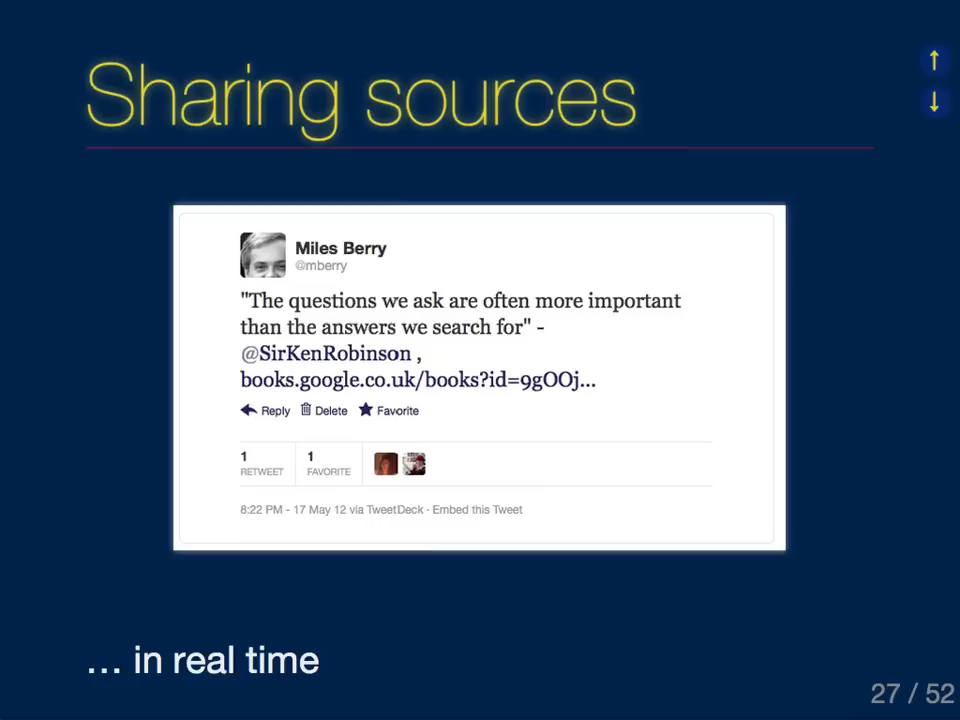 Sharing sources
↑
↓
Miles Berry
@mberry
"The questions we ask are often more important
than the answers we search for" -
@SirKenRobinson ,
books.google.co.uk/books?id=9gOOj...
Reply Delete Favorite
1 1
RETWEET FAVORITE
8:22 PM - 17 May 12 via TweetDeck · Embed this Tweet
... in real time
27 / 52